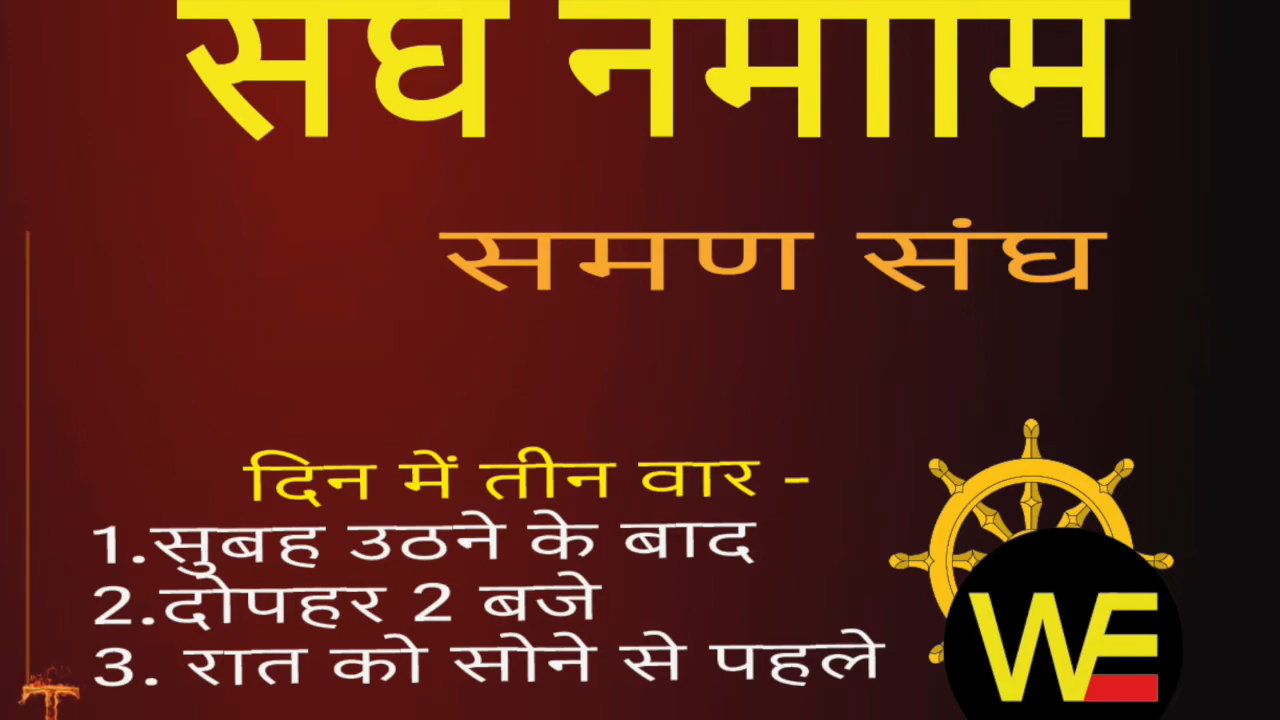 संघ नमामि
समण संघ
दिन में तीन वार -
1.सुबह उठने के बाद
2.दोपहर 2 बजे
3. रात को सोने से पहले
WE